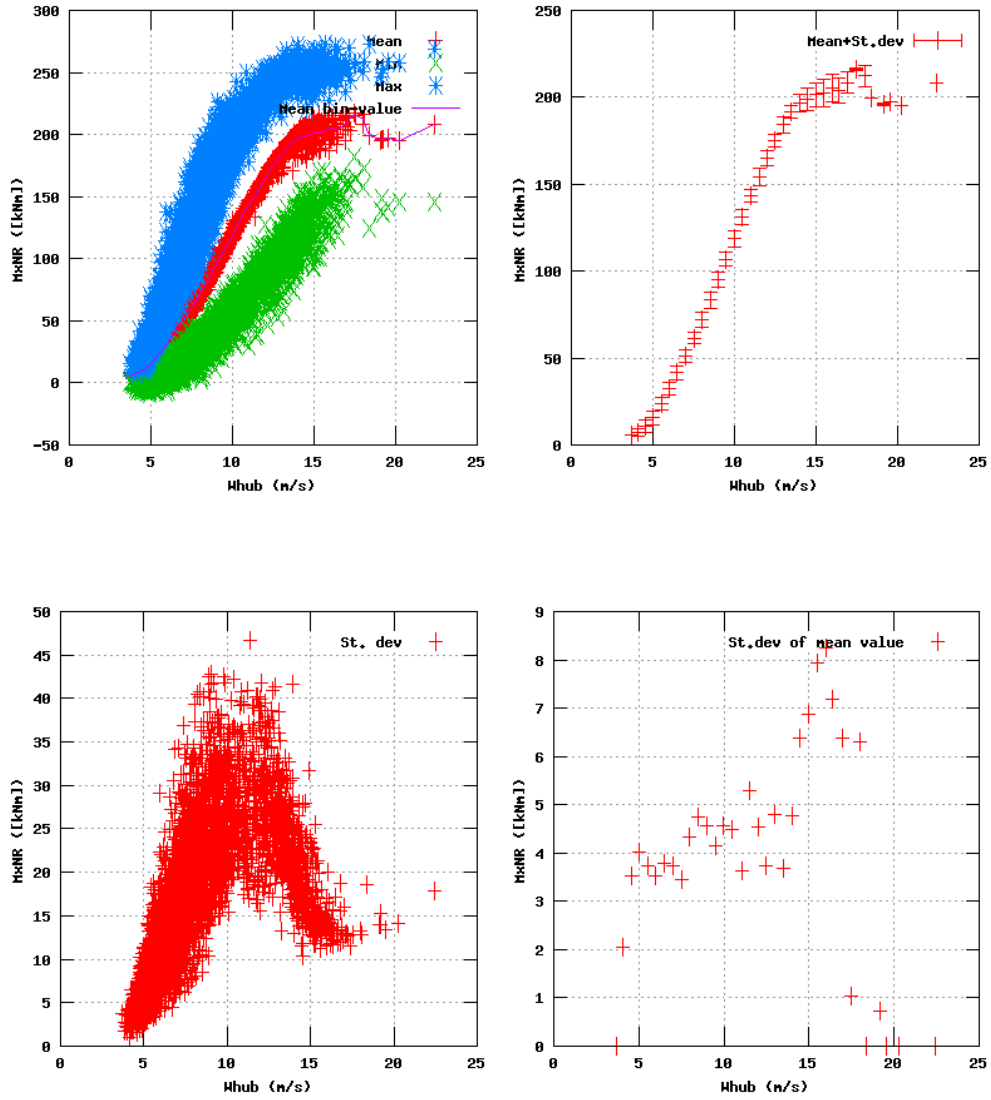 300
250
200
150
100
50
0
-50
MxNR ([kNm])
Mean
Min
Max
Mean bin-value
0 5 10 15 20 25
Whub (m/s)
250
200
150
100
50
0
MxNR ([kNm])
Mean+St.dev
0 5 10 15 20 25
Whub (m/s)
50
45
40
35
30
25
20
15
10
5
0
MxNR ([kNm])
St. dev
0 5 10 15 20 25
Whub (m/s)
9
8
7
6
5
4
3
2
1
0
MxNR ([kNm])
St.dev of mean value
0 5 10 15 20 25
Whub (m/s)